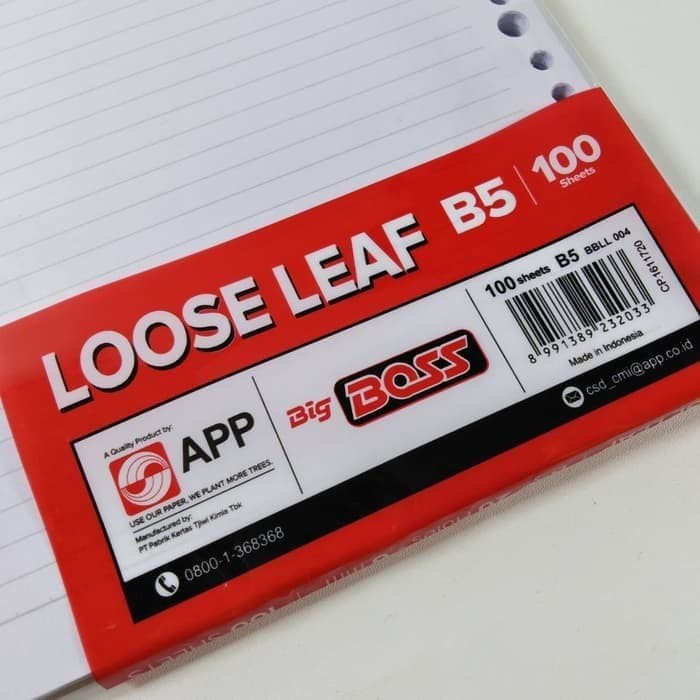 LOOSE LEAF B5 | 100
Sheets
A Quality Product by:
APP
USE OUR PAPER, WE PLANT MORE TREES.
Manufactured by:
PT Pabrik Kertas Tjiwi Kimia Tbk
Big BOSS
100 sheets B5 BBLL 004
8 991389 232033
CP.1611720
Made in Indonesia
0800-1-368368
csd_cmi@app.co.id